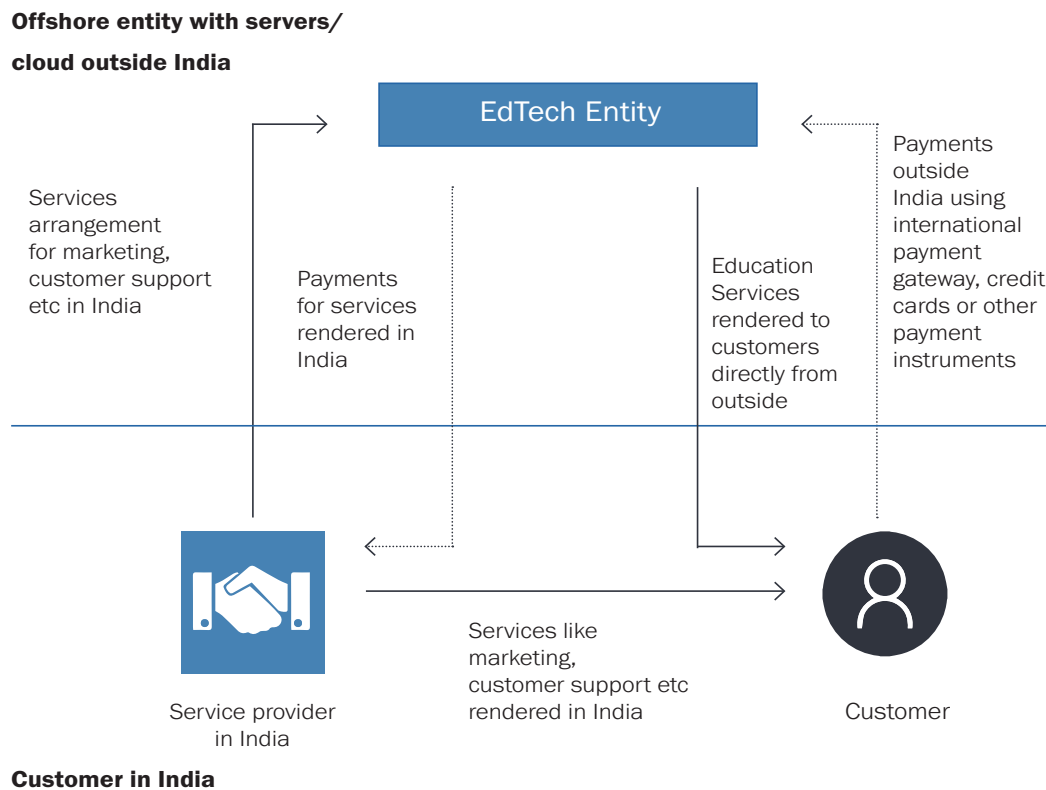 Offshore entity with servers/
cloud outside India
EdTech Entity
Services
arrangement
for marketing,
customer support
etc in India
Payments
for services
rendered in
India
Education
Services
rendered to
customers
directly from
outside
Payments
outside
India using
international
payment
gateway, credit
cards or other
payment
instruments
Services like
marketing,
customer support etc
rendered in India
Service provider
in India
Customer
Customer in India